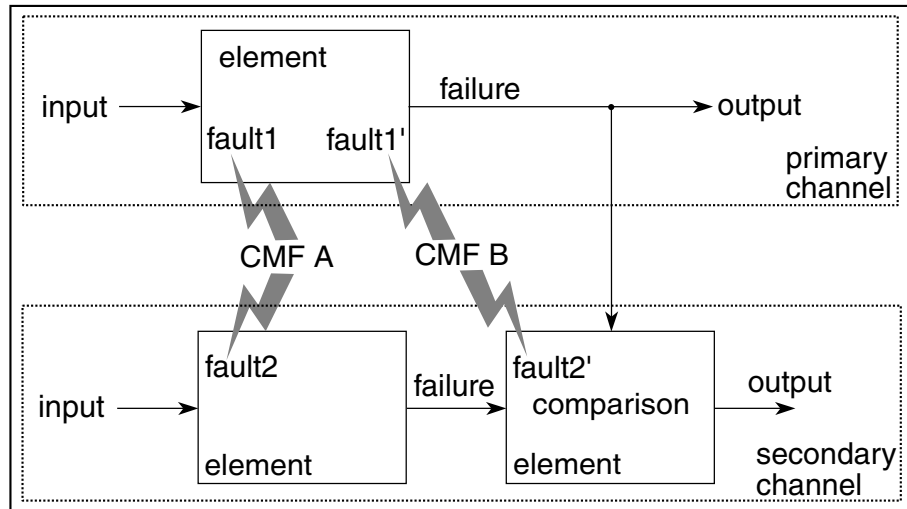 element
input
failure
output
fault1
fault1'
primary
channel
CMF A
CMF B
fault2
fault2'
failure
output
input
comparison
element
element
secondary
channel